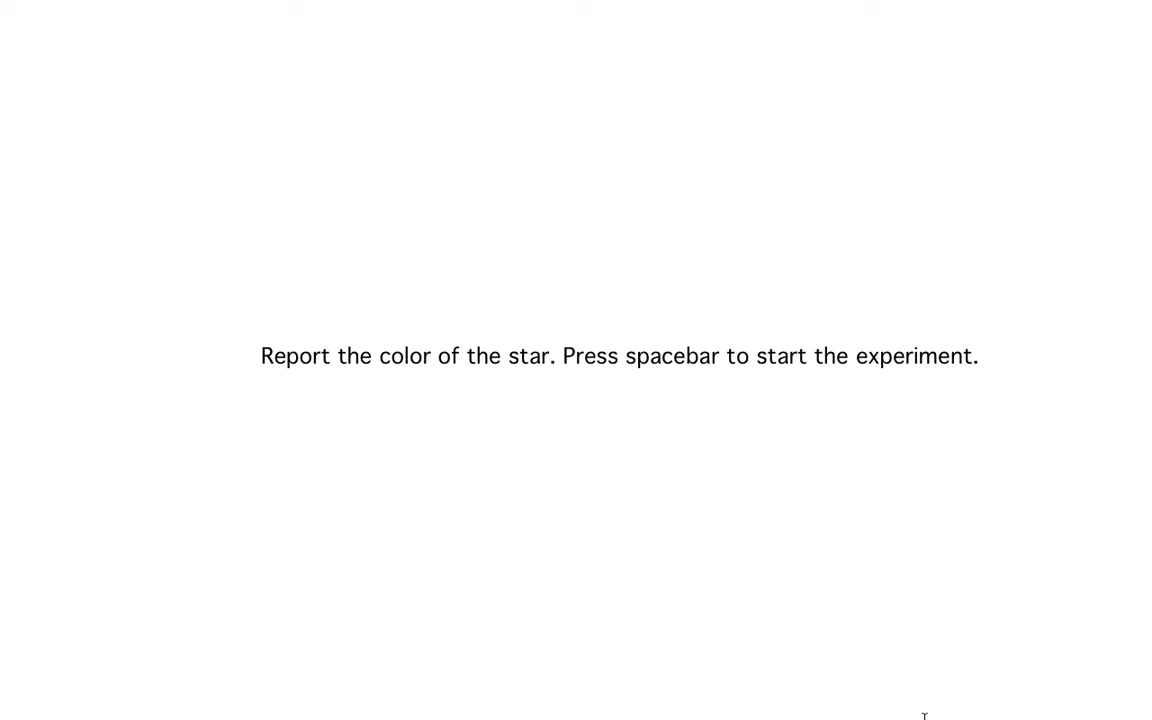 Report the color of the star. Press spacebar to start the experiment.